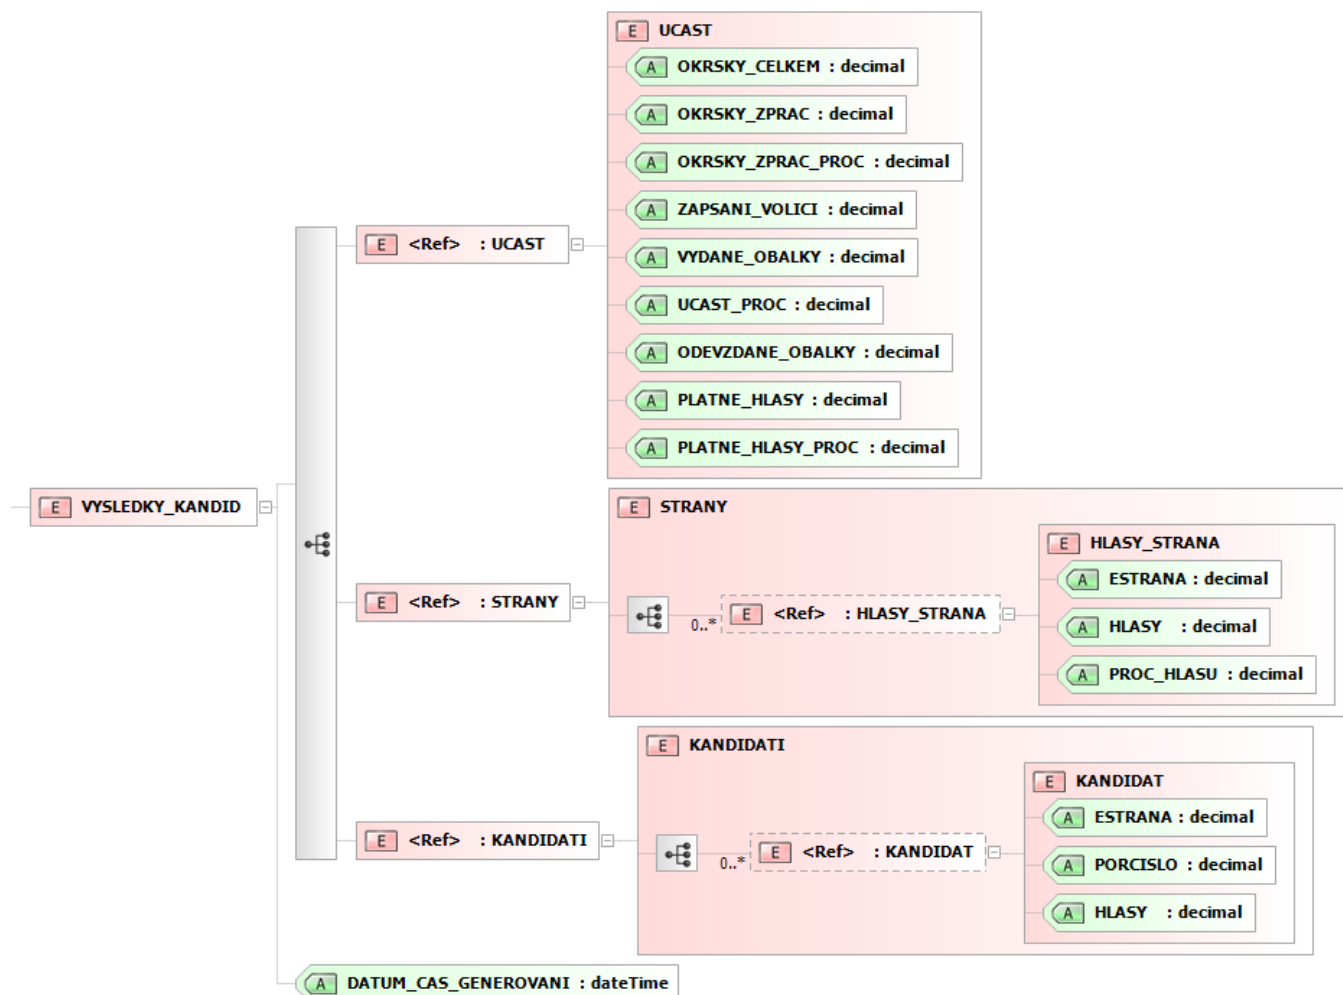 E UCAST
A OKRSKY_CELKEM : decimal
A OKRSKY_ZPRAC : decimal
A OKRSKY_ZPRAC_PROC : decimal
A ZAPSANI_VOLICI : decimal
E <Ref> : UCAST
A VYDANE_OBALKY : decimal
A UCAST_PROC : decimal
A ODEVZDANE_OBALKY : decimal
A PLATNE_HLASY : decimal
A PLATNE_HLASY_PROC : decimal
E VYSLEDKY_KANDID
E STRANY
E <Ref> : STRANY
0..*
E <Ref> : HLASY_STRANA
E HLASY_STRANA
A ESTRANA : decimal
A HLASY : decimal
A PROC_HLASU : decimal
E KANDIDATI
E <Ref> : KANDIDATI
0..*
E <Ref> : KANDIDAT
E KANDIDAT
A ESTRANA : decimal
A PORCISLO : decimal
A HLASY : decimal
A DATUM_CAS_GENEROVANI : dateTime